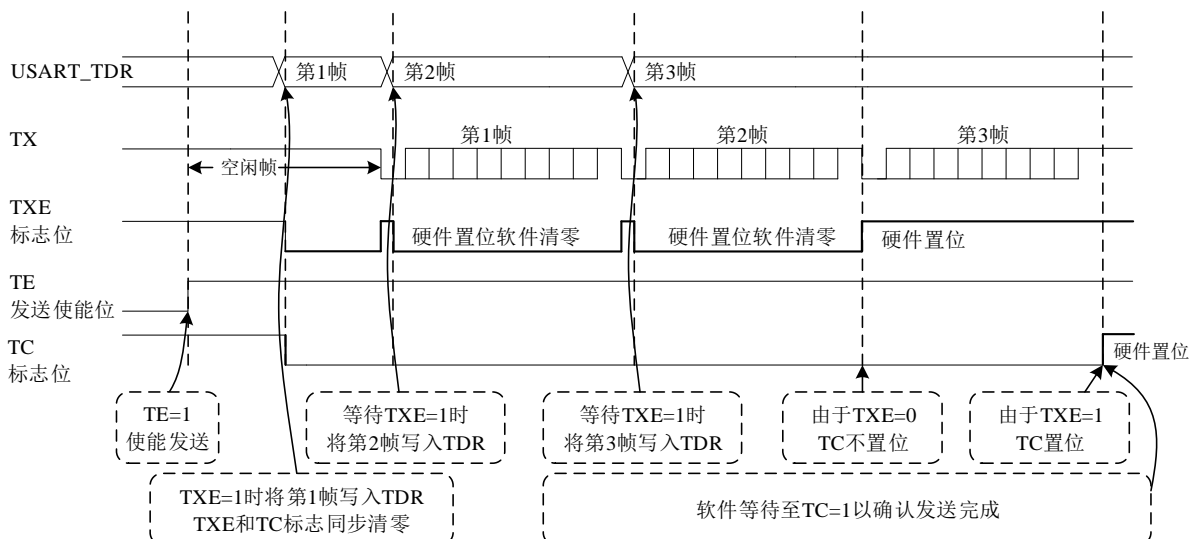 USART_TDR
第1帧
第2帧
第3帧
TX
空闲帧
第1帧
第2帧
第3帧
TXE
标志位
硬件置位软件清零
硬件置位软件清零
硬件置位
TE
发送使能位
TC
标志位
硬件置位
TE=1
使能发送
等待TXE=1时
将第2帧写入TDR
等待TXE=1时
将第3帧写入TDR
由于TXE=0
TC不置位
由于TXE=1
TC置位
TXE=1时将第1帧写入TDR
TXE和TC标志同步清零
软件等待至TC=1以确认发送完成